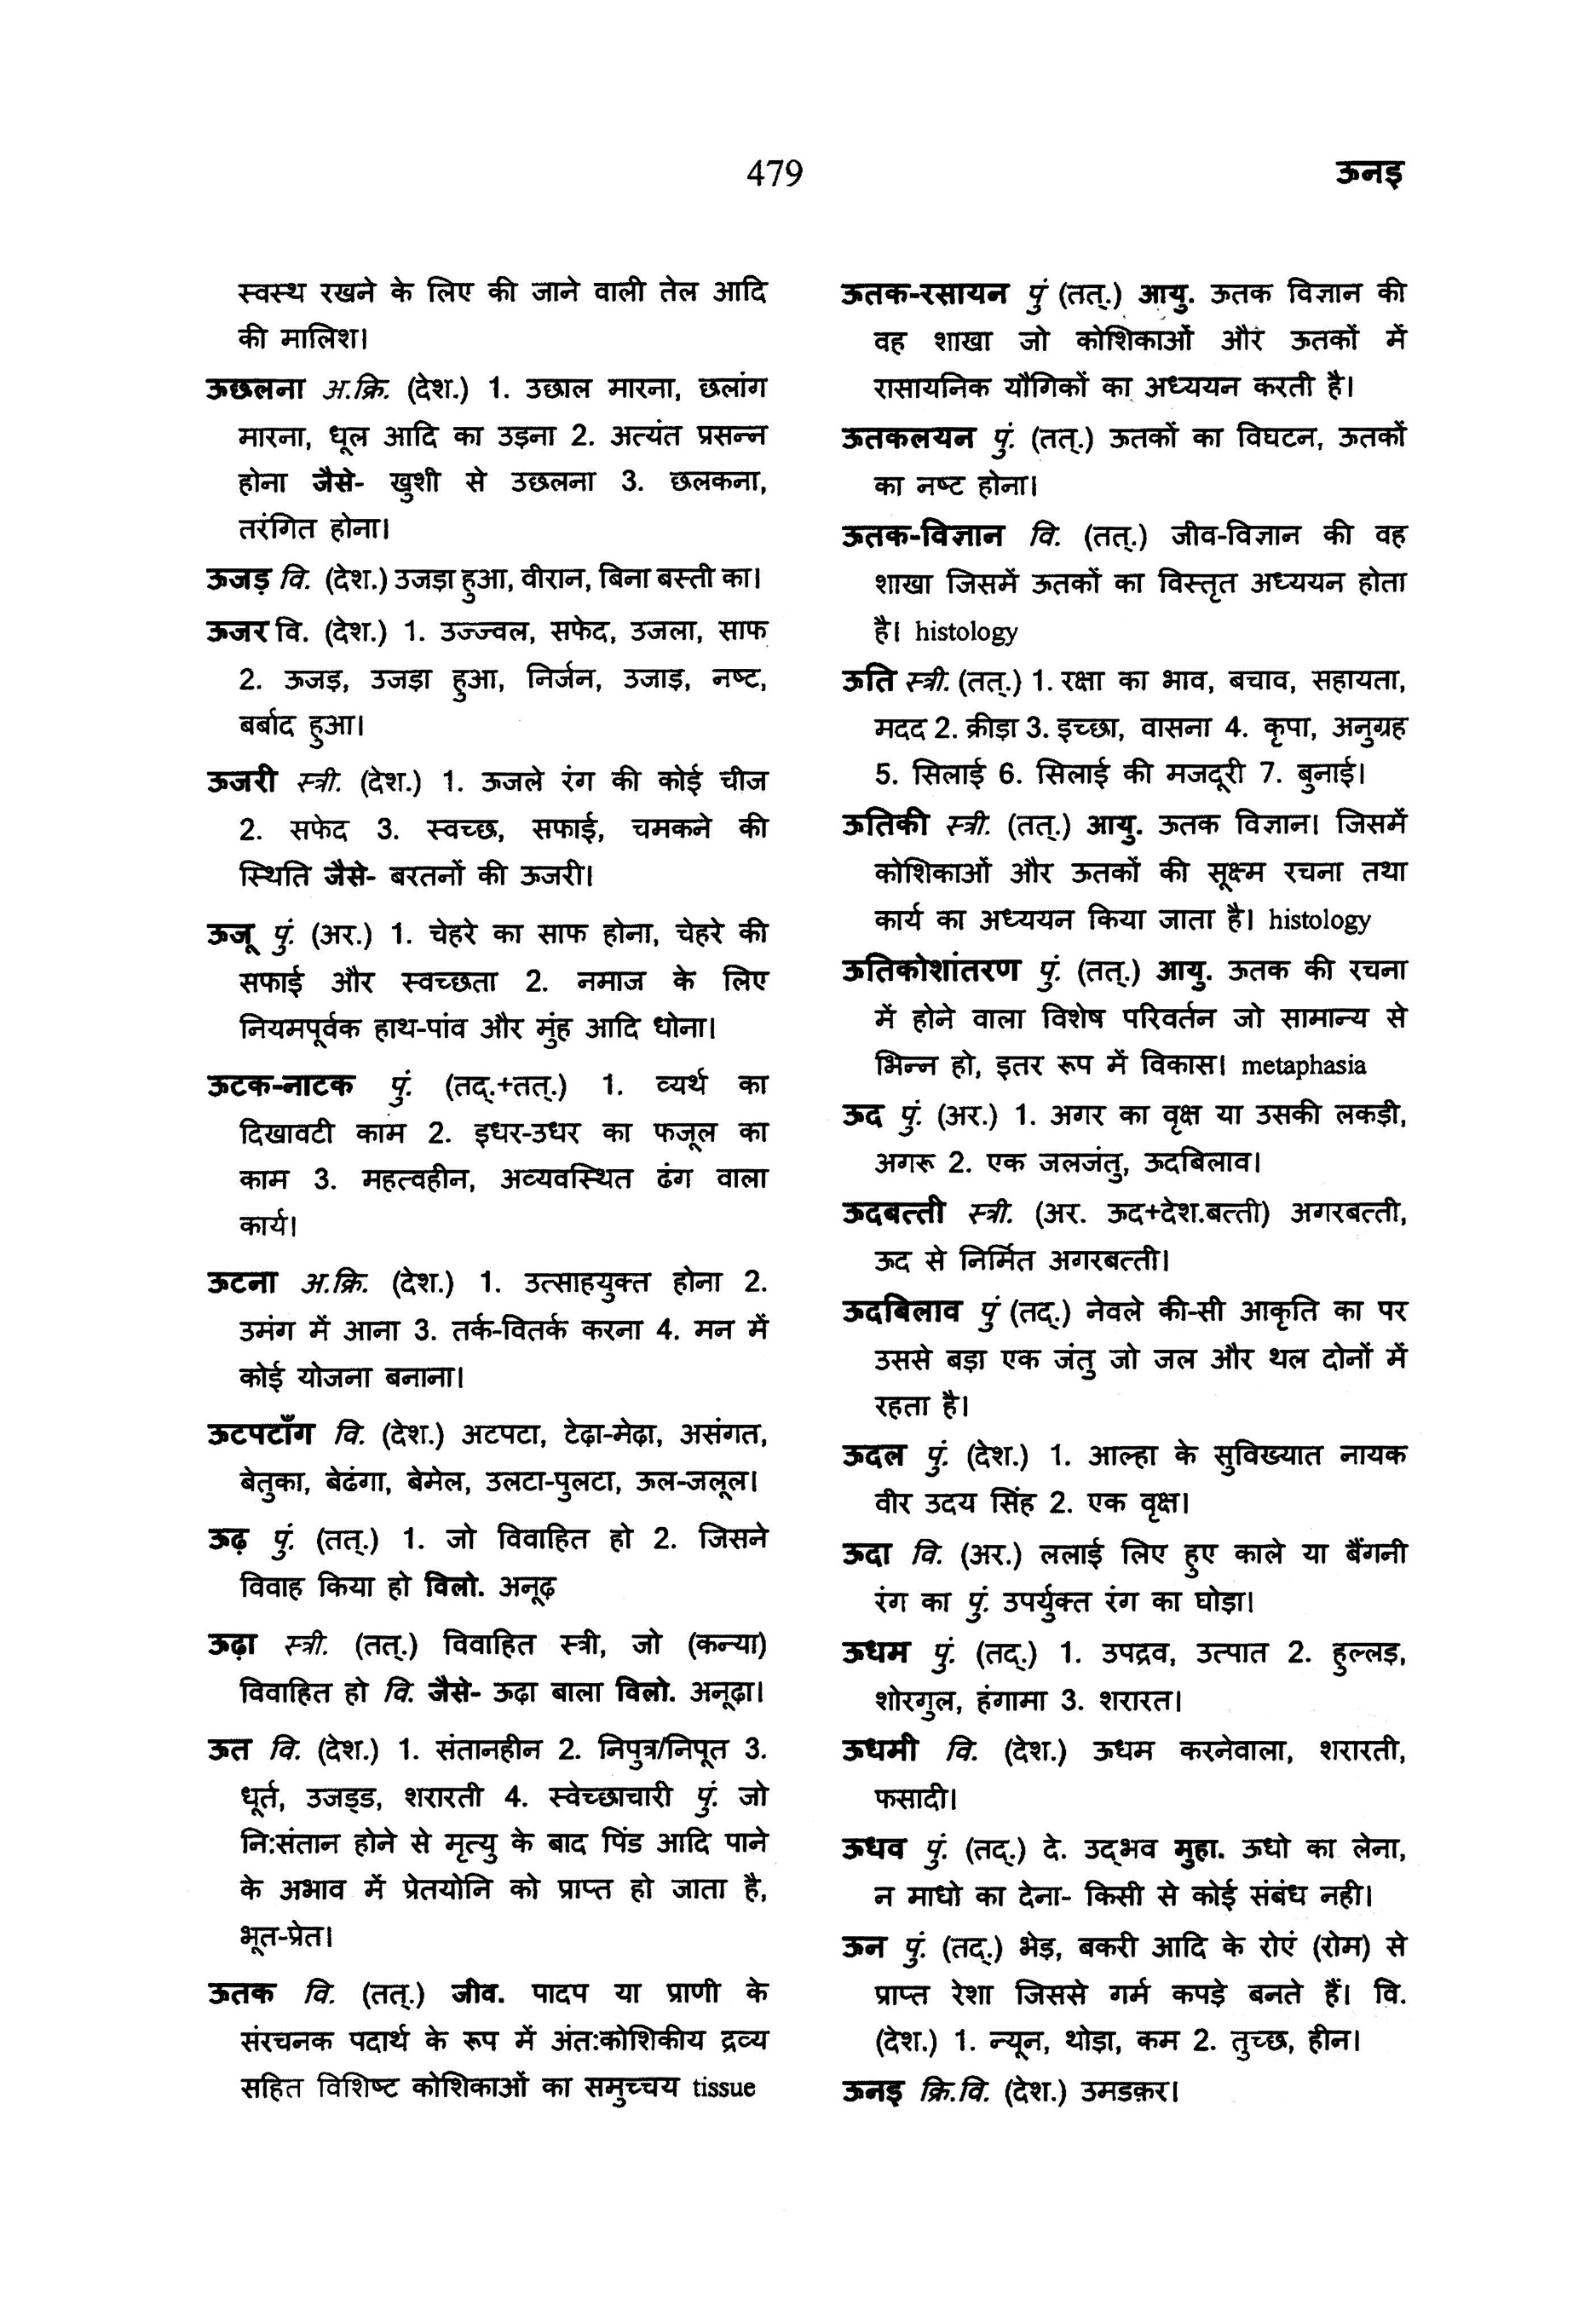 479
ऊनइ
स्वस्थ रखने के लिए की जाने वाली तेल आदि
की मालिश।
ऊछलना अ.क्रि. (देश.) 1. उछाल मारना, छलांग
मारना, धूल आदि का उड़ना 2. अत्यंत प्रसन्न
होना जैसे- खुशी से उछलना 3. छलकना,
तरंगित होना।
ऊजड़ वि. (देश.) उजड़ा हुआ, वीरान, बिना बस्ती का।
ऊजर वि. (देश.) 1. उज्ज्वल, सफेद, उजला, साफ
2. ऊजड़, उजड़ा हुआ, निर्जन, उजाड़, नष्ट,
बर्बाद हुआ।
ऊजरी स्त्री. (देश.) 1. ऊजले रंग की कोई चीज
2. सफेद 3. स्वच्छ, सफाई, चमकने की
स्थिति जैसे- बरतनों की ऊजरी।
ऊजू पुं. (अर.) 1. चेहरे का साफ होना, चेहरे की
सफाई और स्वच्छता 2. नमाज के लिए
नियमपूर्वक हाथ-पांव और मुंह आदि धोना।
ऊटक-नाटक पुं. (तद्.+तत्.) 1. व्यर्थ का
दिखावटी काम 2. इधर-उधर का फजूल का
काम 3. महत्वहीन, अव्यवस्थित ढंग वाला
कार्य।
ऊटना अ.क्रि. (देश.) 1. उत्साहयुक्त होना 2.
उमंग में आना 3. तर्क-वितर्क करना 4. मन में
कोई योजना बनाना।
ऊटपटाँग वि. (देश.) अटपटा, टेढ़ा-मेढ़ा, असंगत,
बेतुका, बेढंगा, बेमेल, उलटा-पुलटा, ऊल-जलूल।
ऊढ़ पुं. (तत्.) 1. जो विवाहित हो 2. जिसने
विवाह किया हो विलो. अनूढ़
ऊढ़ा स्त्री. (तत्.) विवाहित स्त्री, जो (कन्या)
विवाहित हो वि. जैसे- ऊढ़ा बाला विलो. अनूढ़ा।
ऊत वि. (देश.) 1. संतानहीन 2. निपुत्र/निपूत 3.
धूर्त, उजड्ड, शरारती 4. स्वेच्छाचारी पुं. जो
नि:संतान होने से मृत्यु के बाद पिंड आदि पाने
के अभाव में प्रेतयोनि को प्राप्त हो जाता है,
भूत-प्रेत।
ऊतक वि. (तत्.) जीव. पादप या प्राणी के
संरचनक पदार्थ के रूप में अंत:कोशिकीय द्रव्य
सहित विशिष्ट कोशिकाओं का समुच्चय tissue
ऊतक-रसायन पुं (तत्.) आयु. ऊतक विज्ञान की
वह शाखा जो कोशिकाओं और ऊतकों में
रासायनिक यौगिकों का अध्ययन करती है।
ऊतकलयन पुं. (तत्.) ऊतकों का विघटन, ऊतकों
का नष्ट होना।
ऊतक-विज्ञान वि. (तत्.) जीव-विज्ञान की वह
शाखा जिसमें ऊतकों का विस्तृत अध्ययन होता
है। histology
ऊति स्त्री. (तत्.) 1. रक्षा का भाव, बचाव, सहायता,
मदद 2. क्रीड़ा 3. इच्छा, वासना 4. कृपा, अनुग्रह
5. सिलाई 6. सिलाई की मजदूरी 7. बुनाई।
ऊतिकी स्त्री. (तत्.) आयु. ऊतक विज्ञान। जिसमें
कोशिकाओं और ऊतकों की सूक्ष्म रचना तथा
कार्य का अध्ययन किया जाता है। histology
ऊतिकोशांतरण पुं. (तत्.) आयु. ऊतक की रचना
में होने वाला विशेष परिवर्तन जो सामान्य से
भिन्न हो, इतर रूप में विकास। metaphasia
ऊद पुं. (अर.) 1. अगर का वृक्ष या उसकी लकड़ी,
अगरू 2. एक जलजंतु, ऊदबिलाव।
ऊदबत्ती स्त्री. (अर. ऊद+देश.बत्ती) अगरबत्ती,
ऊद से निर्मित अगरबत्ती।
ऊदबिलाव पुं (तद्.) नेवले की-सी आकृति का पर
उससे बड़ा एक जंतु जो जल और थल दोनों में
रहता है।
ऊदल पुं. (देश.) 1. आल्हा के सुविख्यात नायक
वीर उदय सिंह 2. एक वृक्ष।
ऊदा वि. (अर.) ललाई लिए हुए काले या बैंगनी
रंग का पुं. उपर्युक्त रंग का घोड़ा।
ऊधम पुं. (तद्.) 1. उपद्रव, उत्पात 2. हुल्लड़,
शोरगुल, हंगामा 3. शरारत।
ऊधमी वि. (देश.) ऊधम करनेवाला, शरारती,
फसादी।
ऊधव पुं. (तद्.) दे. उद्भव मुहा. ऊधो का लेना,
न माधो का देना- किसी से कोई संबंध नही।
ऊन पुं. (तद्.) भेड़, बकरी आदि के रोएं (रोम) से
प्राप्त रेशा जिससे गर्म कपड़े बनते हैं। वि.
(देश.) 1. न्यून, थोड़ा, कम 2. तुच्छ, हीन।
ऊनइ क्रि.वि. (देश.) उमडक़र।